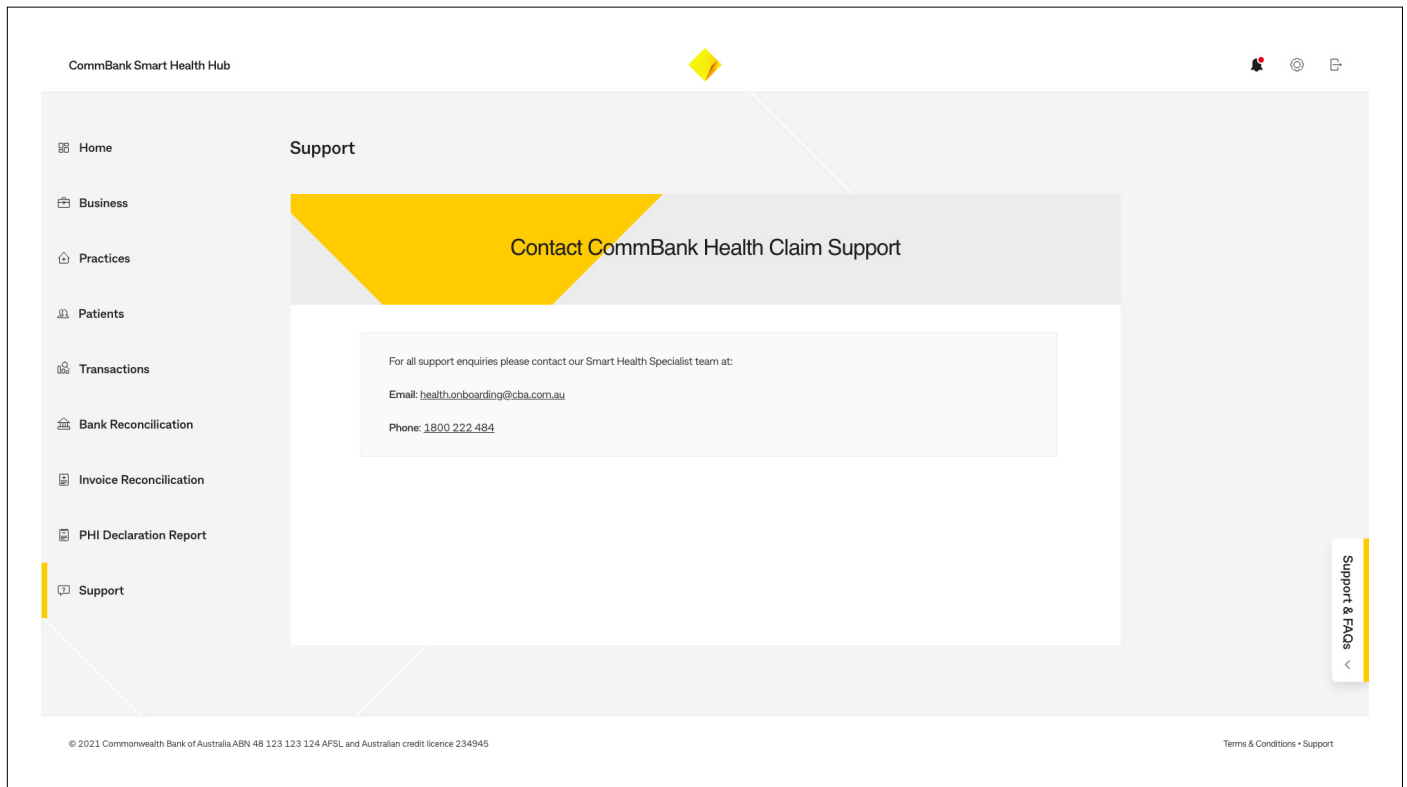 CommBank Smart Health Hub
Home
Business
Practices
Patients
Transactions
Bank Reconcilication
Invoice Reconcilication
PHI Declaration Report
Support
Support
Contact CommBank Health Claim Support
For all support enquiries please contact our Smart Health Specialist team at:
Email: health.onboarding@cba.com.au
Phone: 1800 222 484
Support & FAQs
© 2021 Commonwealth Bank of Australia ABN 48 123 123 124 AFSL and Australian credit licence 234945
Terms & Conditions • Support